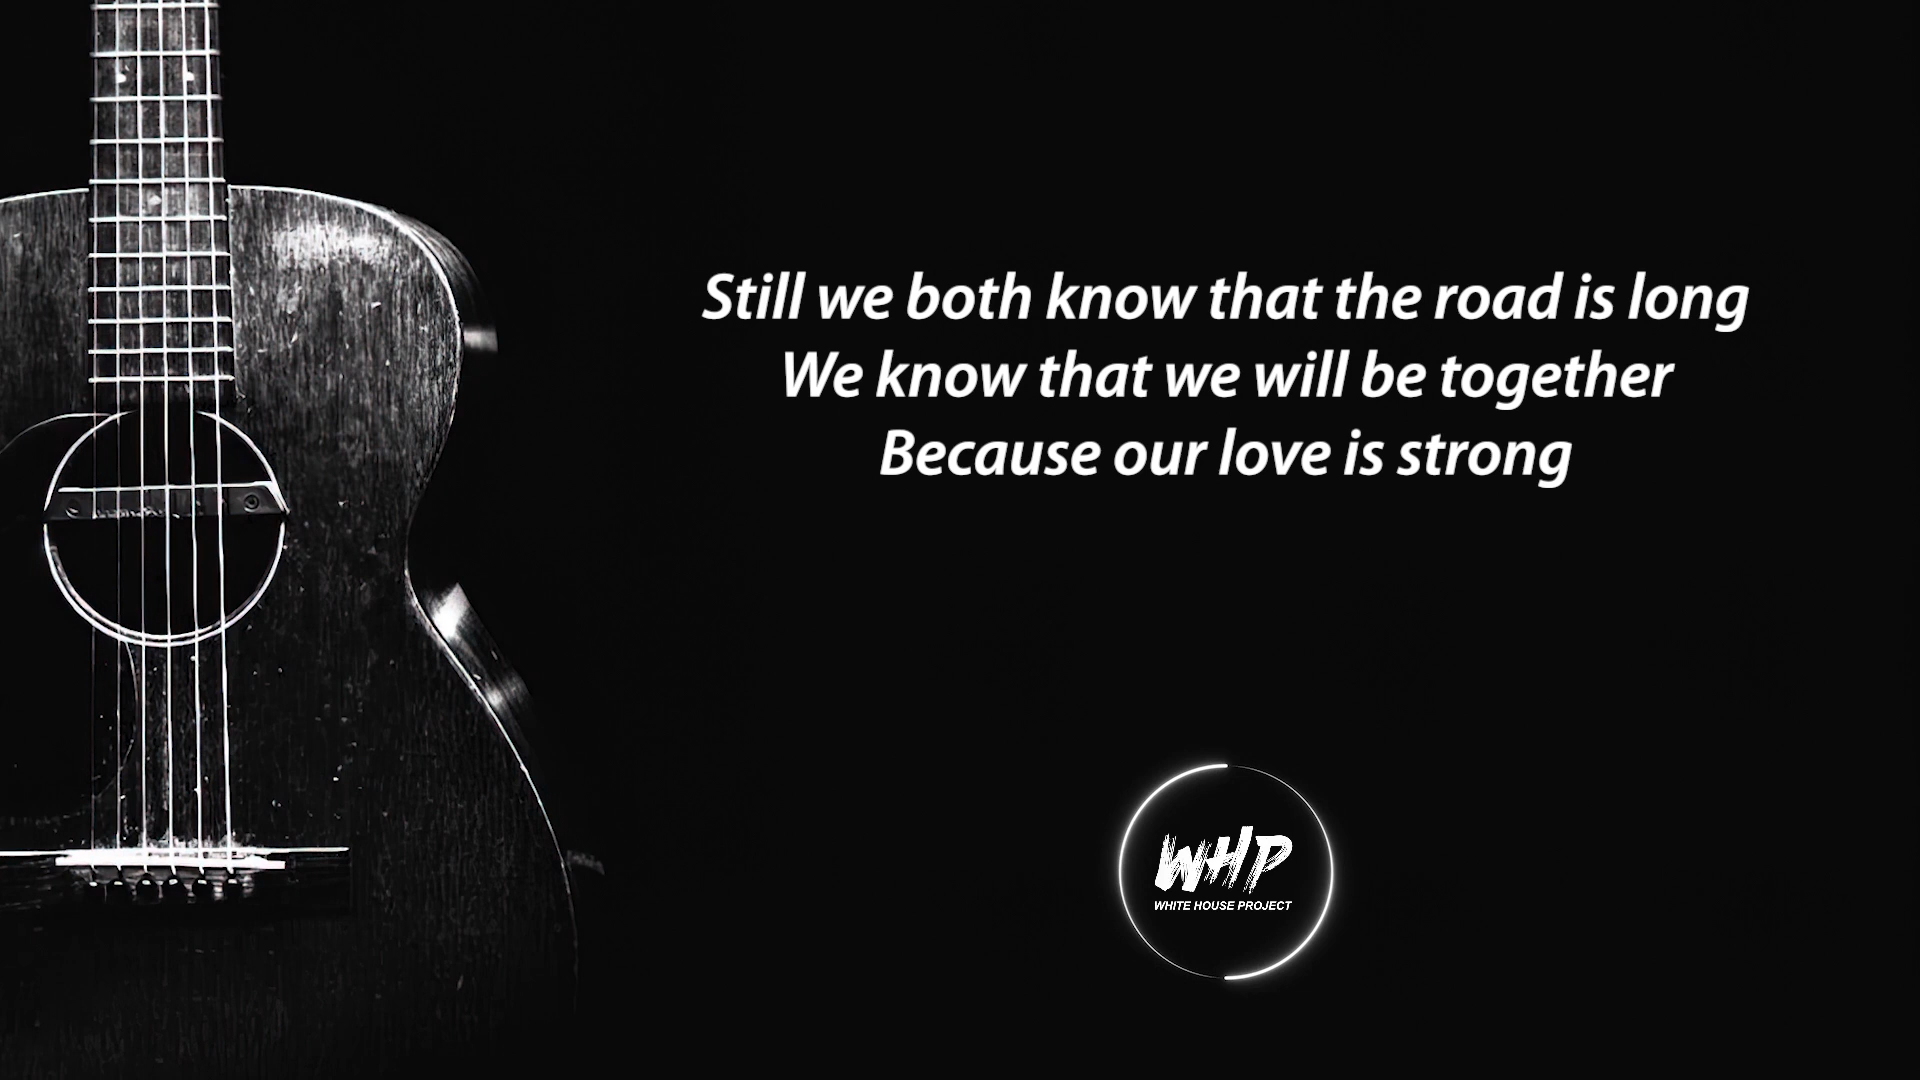 Still we both know that the road is long
We know that we will be together
Because our love is strong
WHP
WHITE HOUSE PROJECT